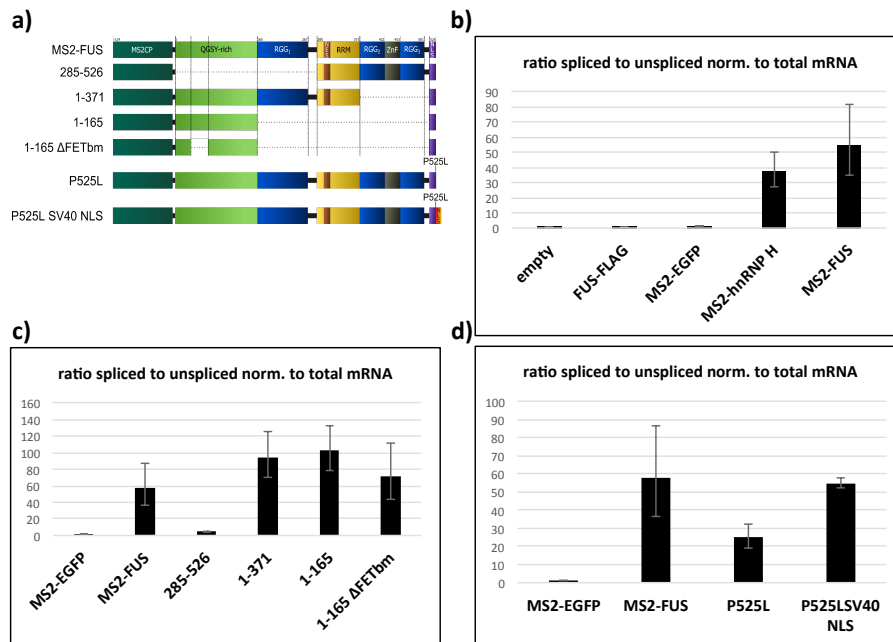 a)
MS2CP QGSY-rich RGG1 RRM RGG2 ZnF RGG3
MS2-FUS
285-526
1-371
1-165
1-165 ΔFETbm
P525L
P525L
P525L
P525L SV40 NLS
b)
ratio spliced to unspliced norm. to total mRNA
90
80
70
60
50
40
30
20
10
0
empty
FUS-FLAG
MS2-EGFP
MS2-hnRNP H
MS2-FUS
c)
ratio spliced to unspliced norm. to total mRNA
160
140
120
100
80
60
40
20
0
MS2-EGFP
MS2-FUS
285-526
1-371
1-165
1-165 ΔFETbm
d)
ratio spliced to unspliced norm. to total mRNA
100
90
80
70
60
50
40
30
20
10
0
MS2-EGFP MS2-FUS P525L P525LSV40
NLS